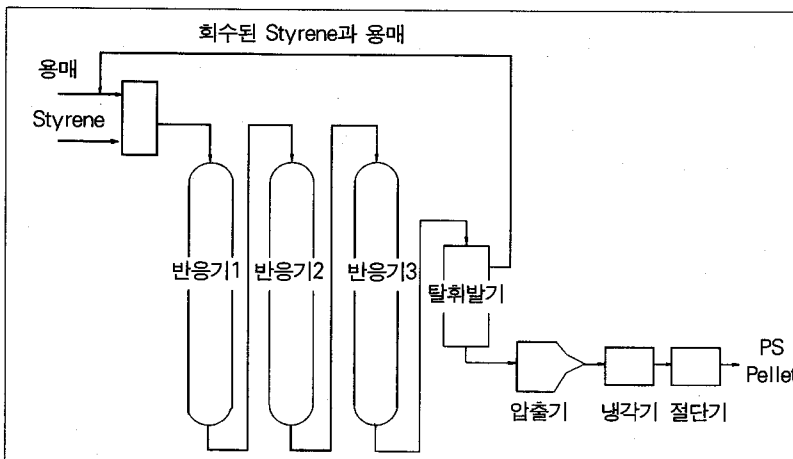 회수된 Styrene과 용매
용매
Styrene
반응기1
반응기2
반응기3
탈휘발기
압출기
냉각기
절단기
PS
Pellet